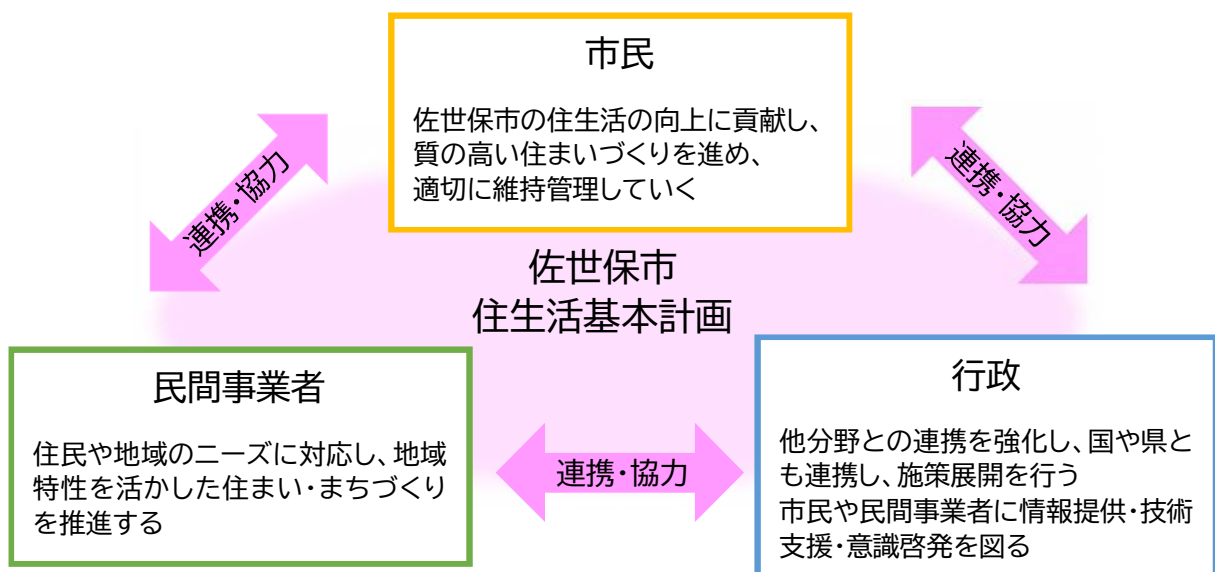 市民
佐世保市の住生活の向上に貢献し、
質の高い住まいづくりを進め、
適切に維持管理していく
連携・協力
連携・協力
佐世保市
住生活基本計画
民間事業者
住民や地域のニーズに対応し、地域
特性を活かした住まい・まちづくり
を推進する
連携・協力
行政
他分野との連携を強化し、国や県と
も連携し、施策展開を行う
市民や民間事業者に情報提供・技術
支援・意識啓発を図る